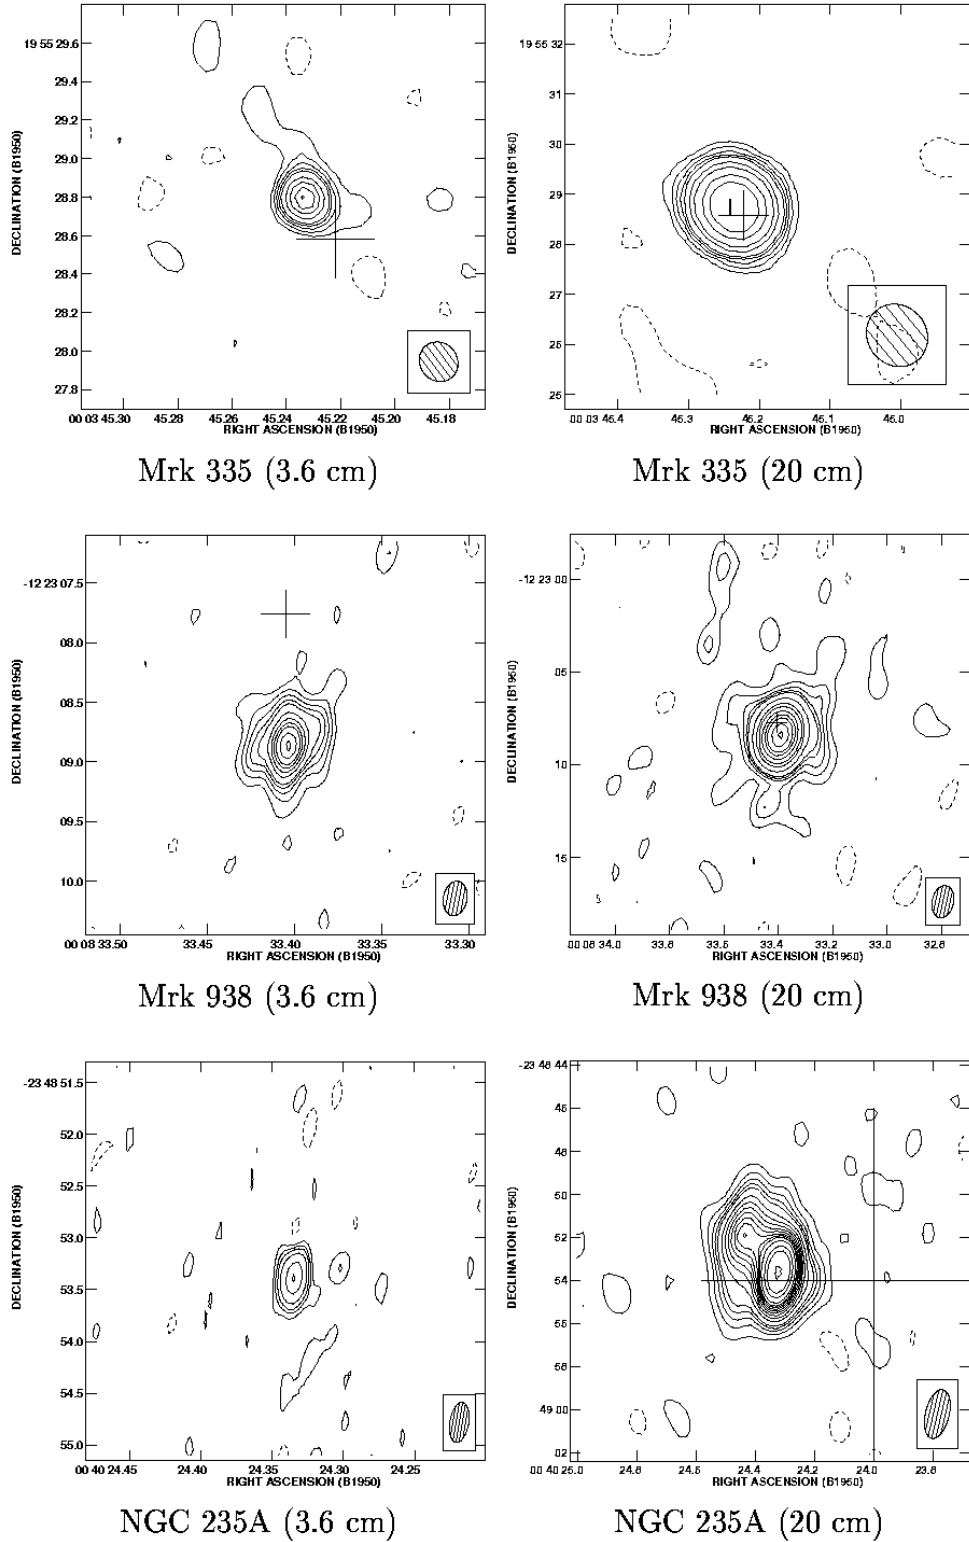 19 55 29.6
29.4
29.2
29.0
28.8
28.6
28.4
28.2
28.0
27.8
DECLINATION (B1950)
00 03 45.30 45.28 45.26 45.24 45.22 45.20 45.18
RIGHT ASCENSION (B1950)
Mrk 335 (3.6 cm)
19 55 32
31
30
29
28
27
26
25
DECLINATION (B1950)
00 03 45.4 45.3 45.2 45.1 45.0
RIGHT ASCENSION (B1950)
Mrk 335 (20 cm)
-12 23 07.5
08.0
08.5
09.0
09.5
10.0
DECLINATION (B1950)
00 08 33.50 33.45 33.40 33.35 33.30
RIGHT ASCENSION (B1950)
Mrk 938 (3.6 cm)
-12 23 00
05
10
15
DECLINATION (B1950)
00 08 34.0 33.8 33.6 33.4 33.2 33.0 32.8
RIGHT ASCENSION (B1950)
Mrk 938 (20 cm)
-23 48 51.5
52.0
52.5
53.0
53.5
54.0
54.5
55.0
DECLINATION (B1950)
00 40 24.45 24.40 24.35 24.30 24.25
RIGHT ASCENSION (B1950)
NGC 235A (3.6 cm)
-23 48 44
46
48
50
52
54
56
58
49 00
02
DECLINATION (B1950)
00 40 25.0 24.8 24.6 24.4 24.2 24.0 23.8
RIGHT ASCENSION (B1950)
NGC 235A (20 cm)